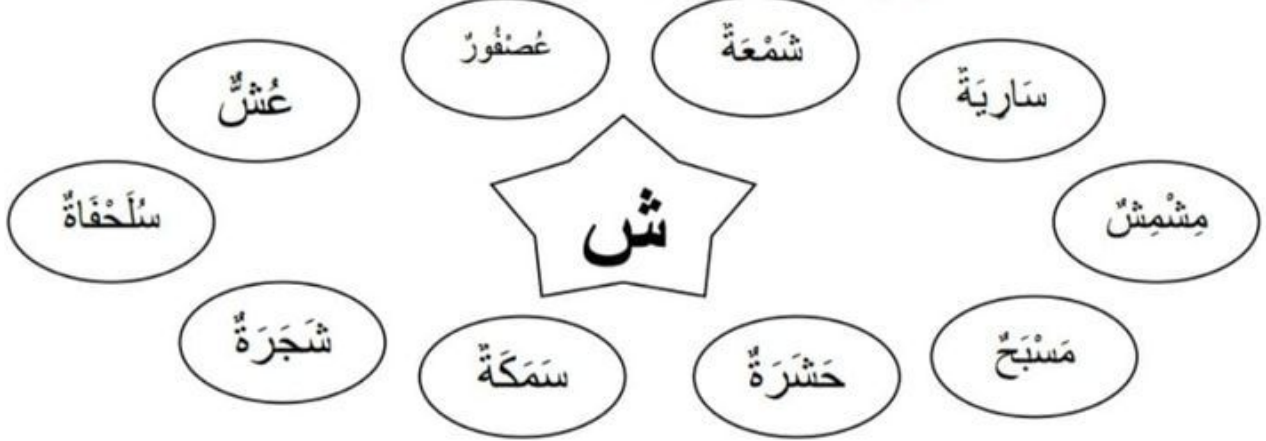 شَمْعَةٌ
عُصْفُورٌ
سَارِيَةٌ
عُشٌّ
مِشْمِشٌ
ش
سُلَحْفَاةٌ
مَسْبَحٌ
شَجَرَةٌ
حَشَرَةٌ
سَمَكَةٌ